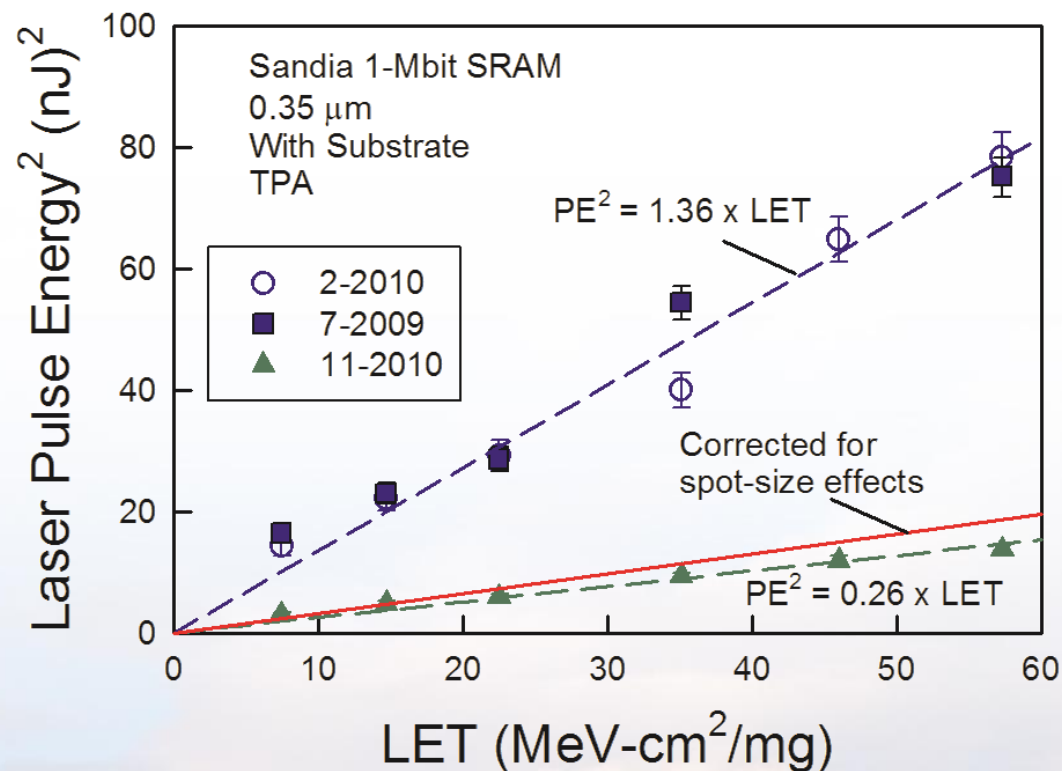 Laser Pulse Energy² (nJ)²
100
80
60
40
20
0
Sandia 1-Mbit SRAM
0.35 μm
With Substrate
TPA
2-2010
7-2009
11-2010
PE² = 1.36 x LET
Corrected for
spot-size effects
PE² = 0.26 x LET
0 10 20 30 40 50 60
LET (MeV-cm²/mg)